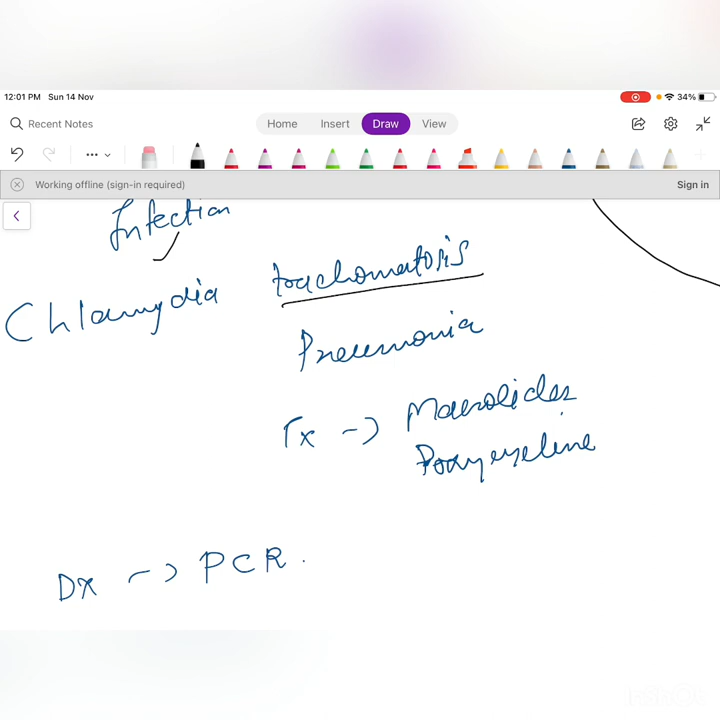 12:01 PM Sun 14 Nov 34%
Recent Notes Home Insert Draw View
Working offline (sign-in required) Sign in
Infection
Chlamydia trachomatosis
Pneumonia
Tx -> Macrolides
Doxycycline
Dx -> PCR.